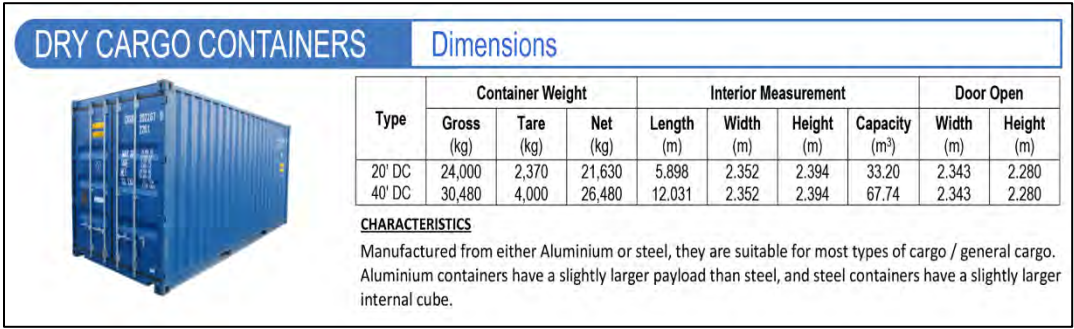 DRY CARGO CONTAINERS Dimensions
Type Container Weight Interior Measurement Door Open
Gross Tare Net Length Width Height Capacity Width Height
(kg) (kg) (kg) (m) (m) (m) (m³) (m) (m)
20' DC 24,000 2,370 21,630 5.898 2.352 2.394 33.20 2.343 2.280
40' DC 30,480 4,000 26,480 12.031 2.352 2.394 67.74 2.343 2.280
CHARACTERISTICS
Manufactured from either Aluminium or steel, they are suitable for most types of cargo / general cargo.
Aluminium containers have a slightly larger payload than steel, and steel containers have a slightly larger
internal cube.